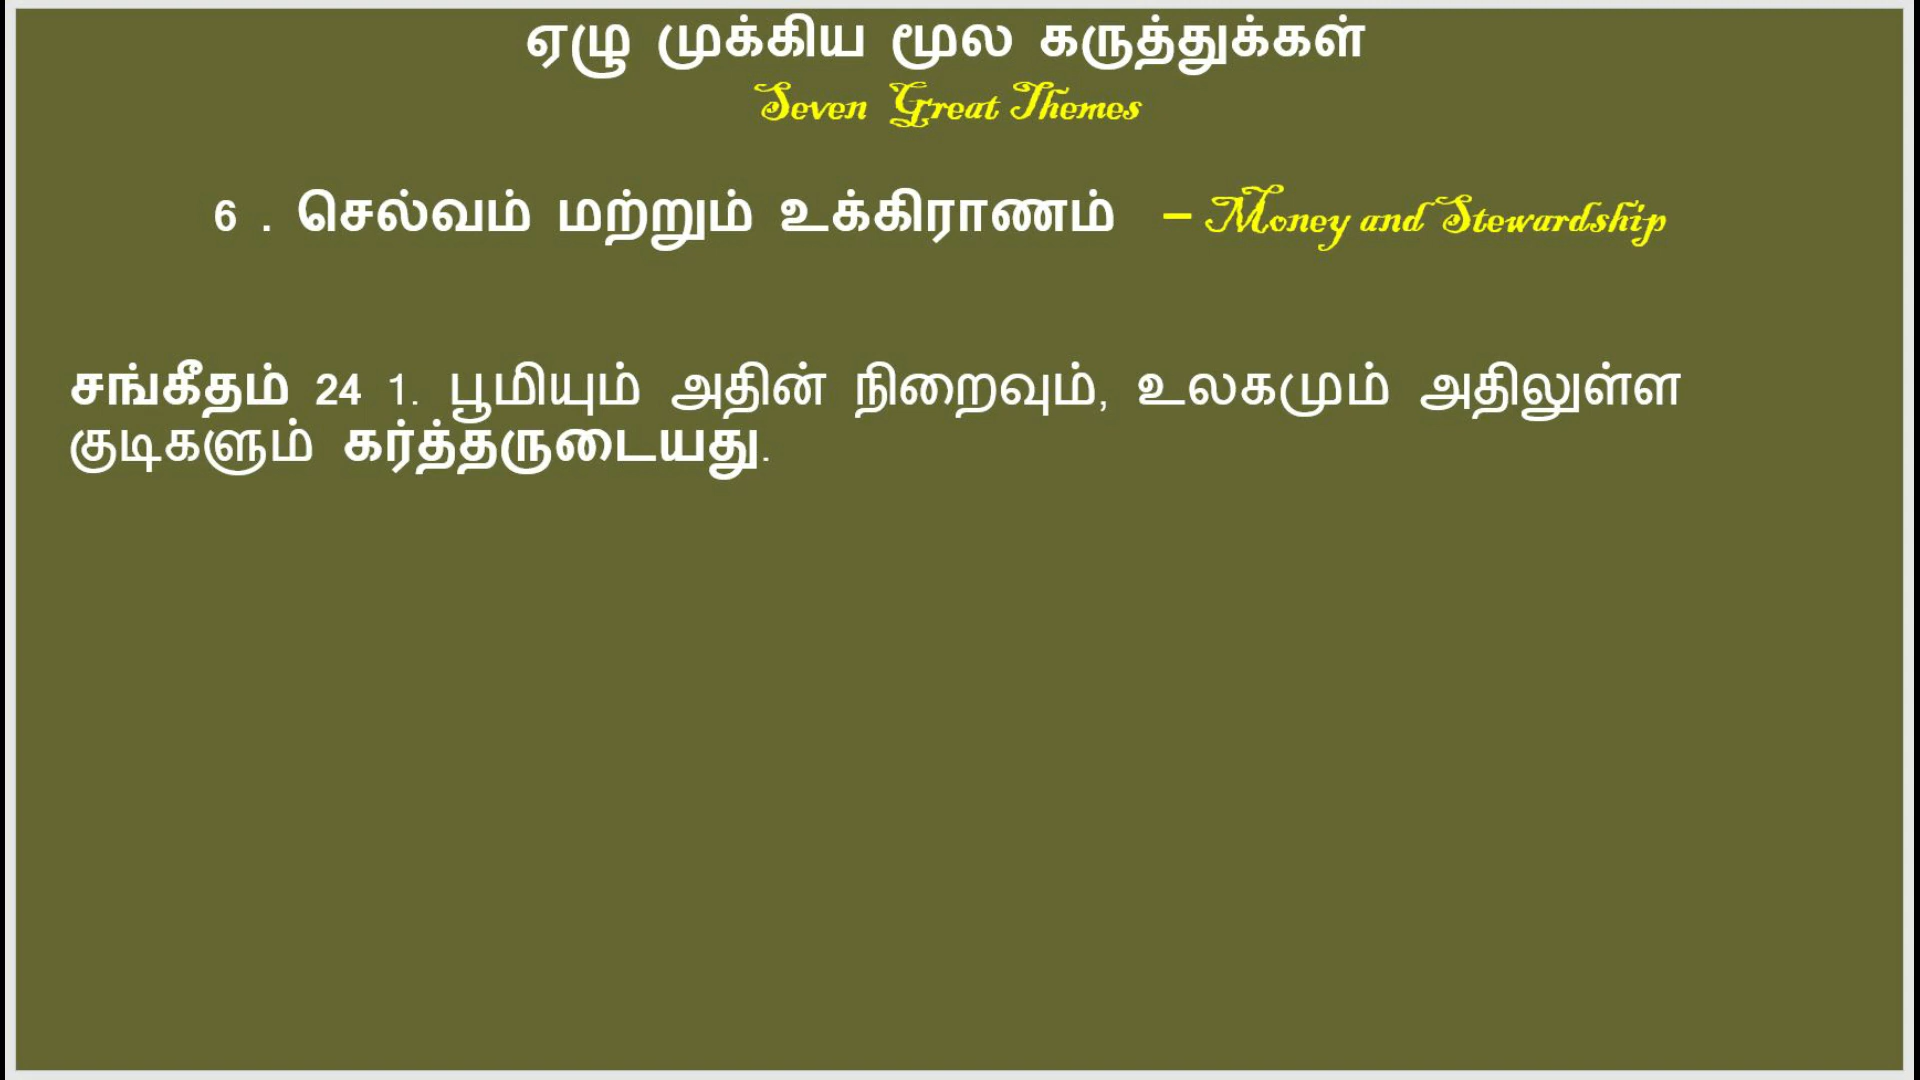 ஏழு முக்கிய மூல கருத்துக்கள்
Seven Great Themes
6 . செல்வம் மற்றும் உக்கிராணம் – Money and Stewardship
சங்கீதம் 24 1. பூமியும் அதின் நிறைவும், உலகமும் அதிலுள்ள
குடிகளும் கர்த்தருடையது.